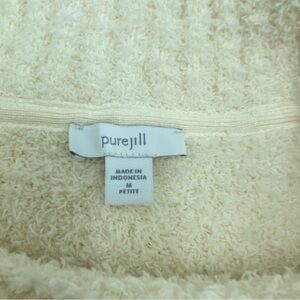 purejill
MADE IN
INDONESIA
M
PETITE